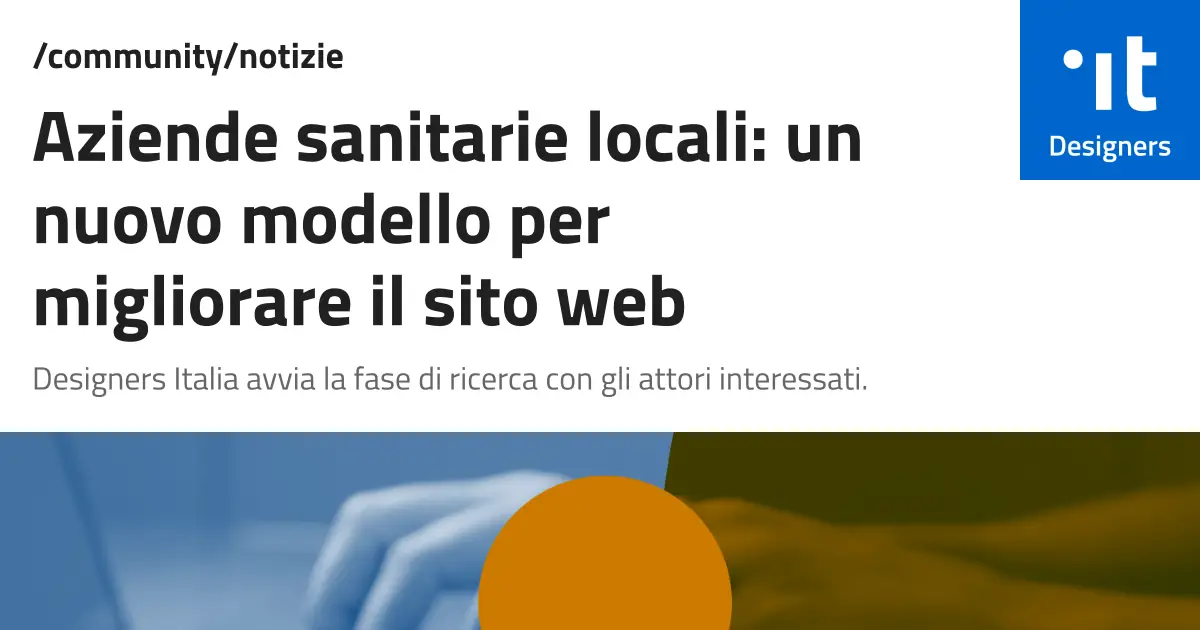 /community/notizie
Aziende sanitarie locali: un
nuovo modello per
migliorare il sito web
Designers Italia avvia la fase di ricerca con gli attori interessati.
it
Designers